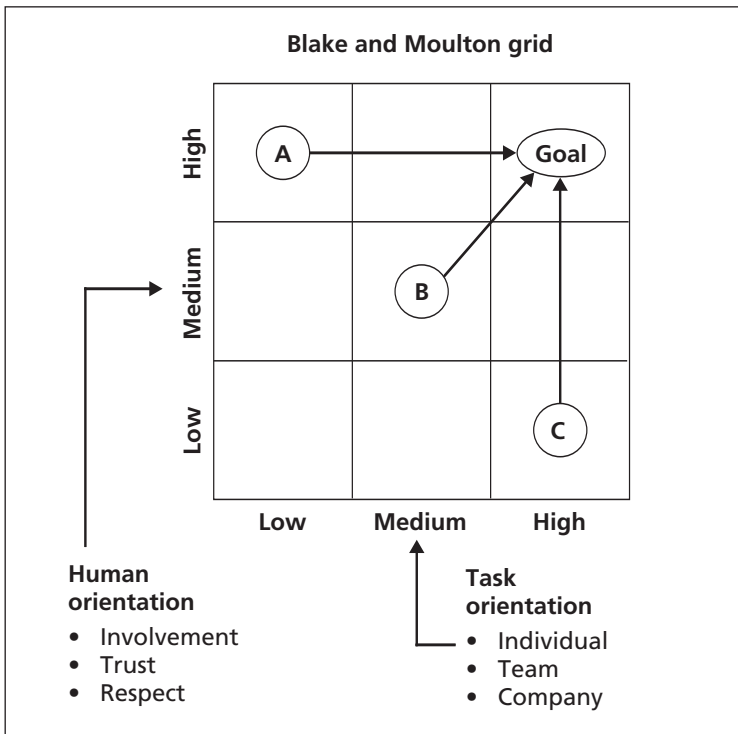 Blake and Moulton grid
High
Medium
Low
A
Goal
B
C
Low Medium High
Human
orientation
• Involvement
• Trust
• Respect
Task
orientation
• Individual
• Team
• Company